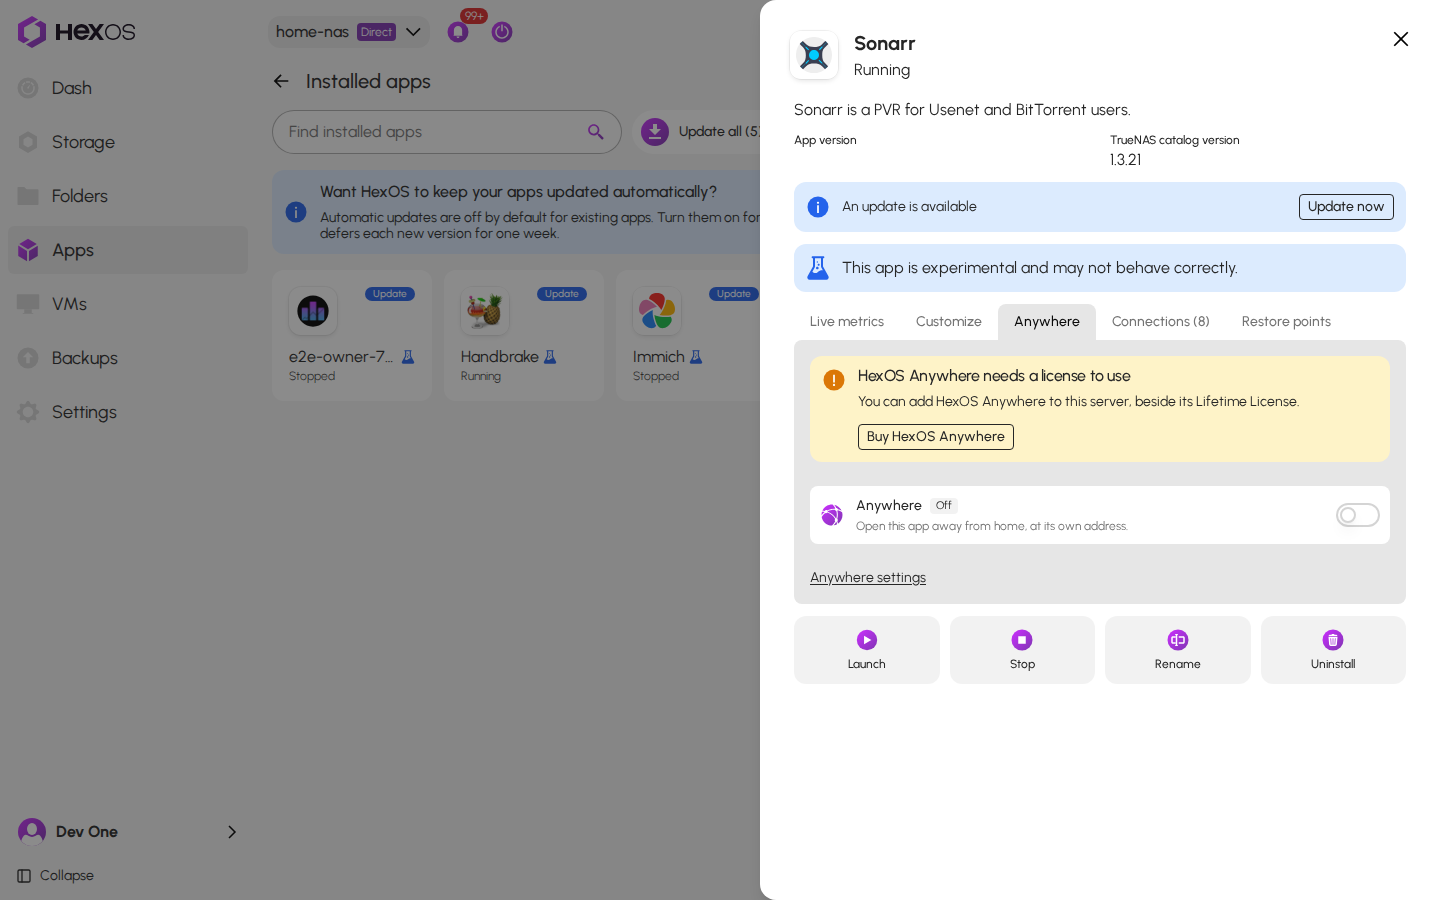 HEXOS
home-nas
Direct
99+
Dash
Storage
Folders
Apps
VMs
Backups
Settings
Dev One
Collapse
Installed apps
Find installed apps
Update all (5)
Want HexOS to keep your apps updated automatically?
Automatic updates are off by default for existing apps. Turn them on for
defers each new version for one week.
Update
e2e-owner-7...
Stopped
Update
Handbrake
Running
Update
Immich
Stopped
Sonarr
Running
Sonarr is a PVR for Usenet and BitTorrent users.
App version
TrueNAS catalog version
1.3.21
An update is available
Update now
This app is experimental and may not behave correctly.
Live metrics
Customize
Anywhere
Connections (8)
Restore points
HexOS Anywhere needs a license to use
You can add HexOS Anywhere to this server, beside its Lifetime License.
Buy HexOS Anywhere
Anywhere
Off
Open this app away from home, at its own address.
Anywhere settings
Launch
Stop
Rename
Uninstall